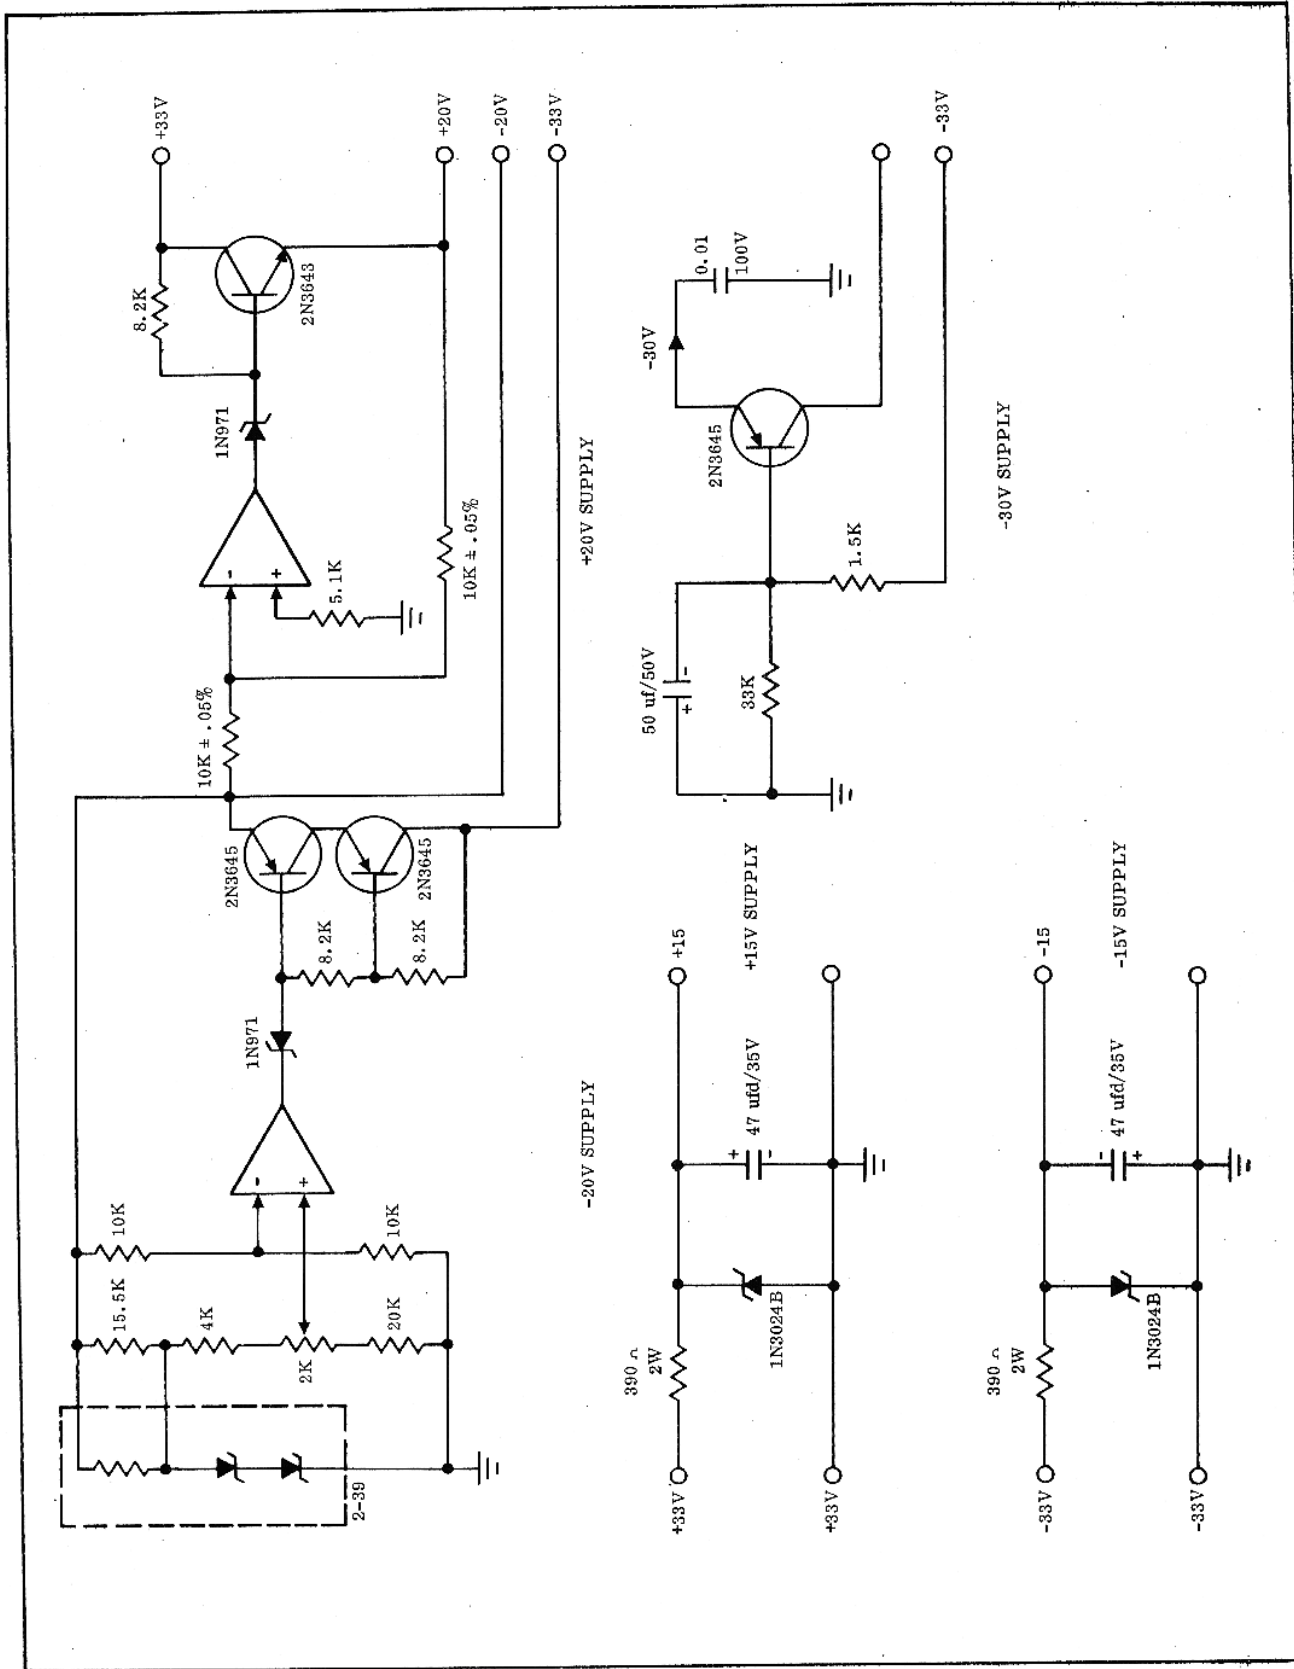 +33V
8.2K
2N3643
1N971
-
+
5.1K
10K ± .05%
10K ± .05%
+20V
-20V
-33V
+20V SUPPLY
2N3645
2N3645
8.2K
8.2K
1N971
-
+
10K
10K
15.5K
4K
2K
20K
2-39
-20V SUPPLY
-30V
0.01
100V
2N3645
50 uf/50V
+
-
33K
1.5K
-33V
-30V SUPPLY
390 Ω
2W
+33V
1N3024B
+
-
47 ufd/35V
+15
+33V
+15V SUPPLY
390 Ω
2W
-33V
1N3024B
-
+
47 ufd/35V
-15
-33V
-15V SUPPLY